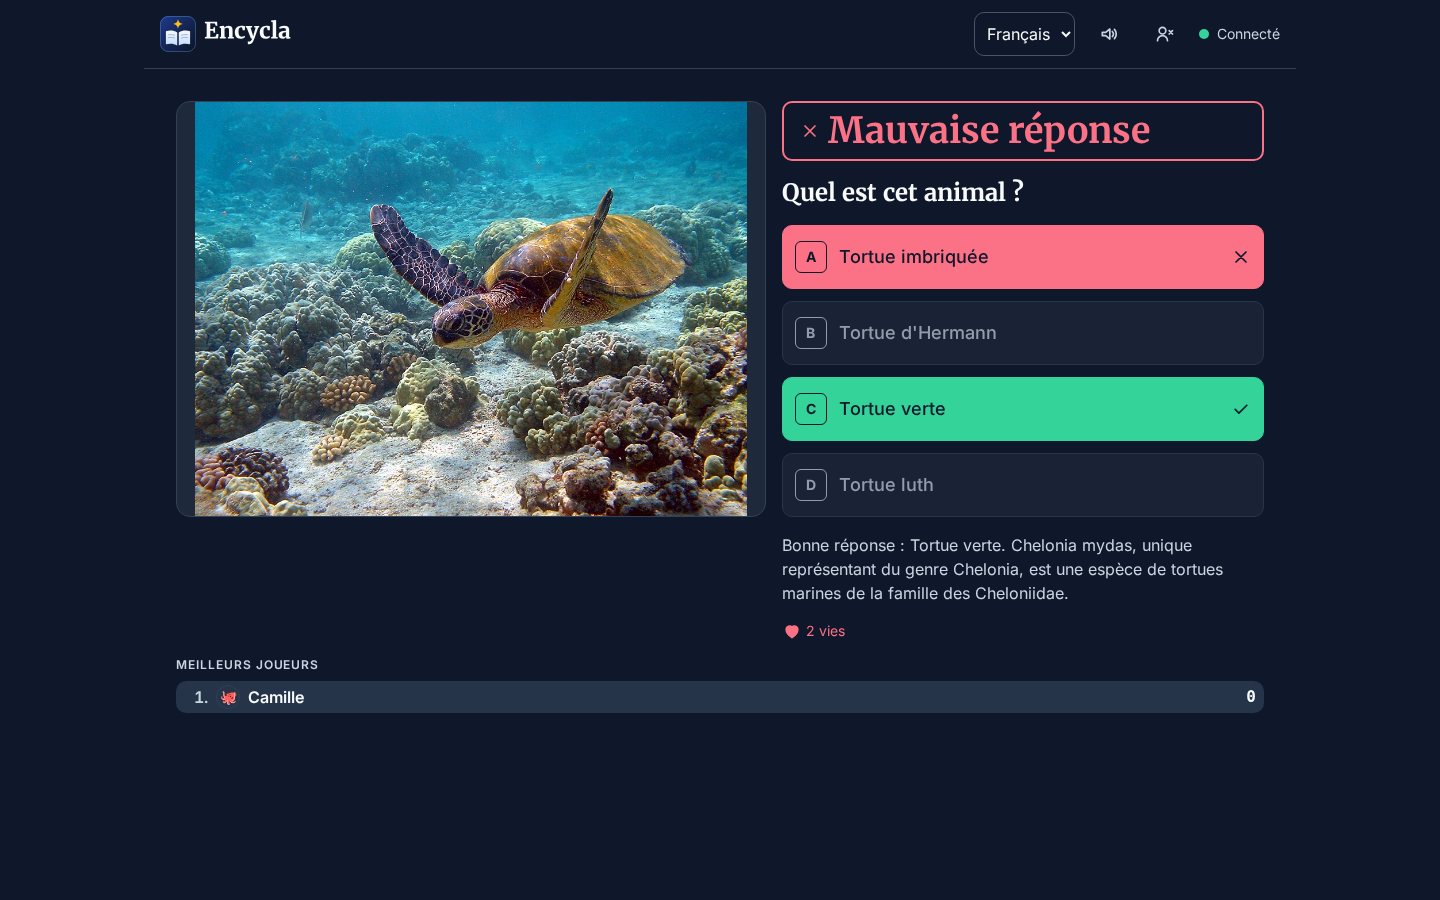 Encycla
Français
Connecté
Mauvaise réponse
Quel est cet animal ?
A Tortue imbriquée
B Tortue d'Hermann
C Tortue verte
D Tortue luth
Bonne réponse : Tortue verte. Chelonia mydas, unique
représentant du genre Chelonia, est une espèce de tortues
marines de la famille des Cheloniidae.
2 vies
MEILLEURS JOUEURS
1. Camille 0